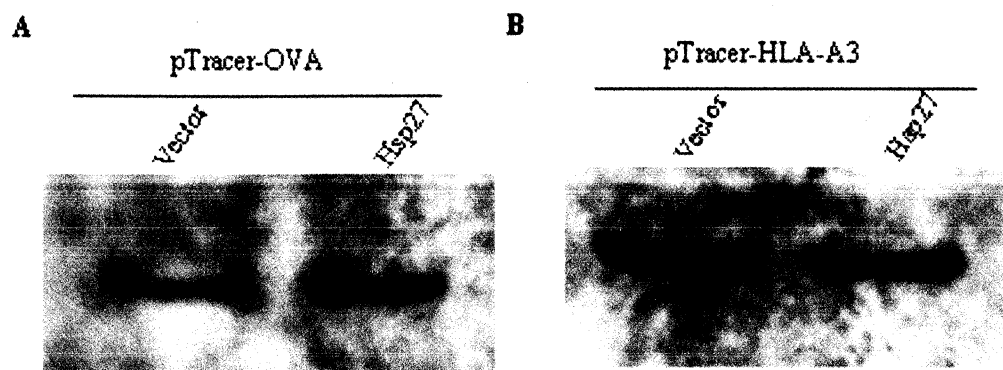 A
pTracer-OVA
Vector
Hsp27
B
pTracer-HLA-A3
Vector
Hsp27